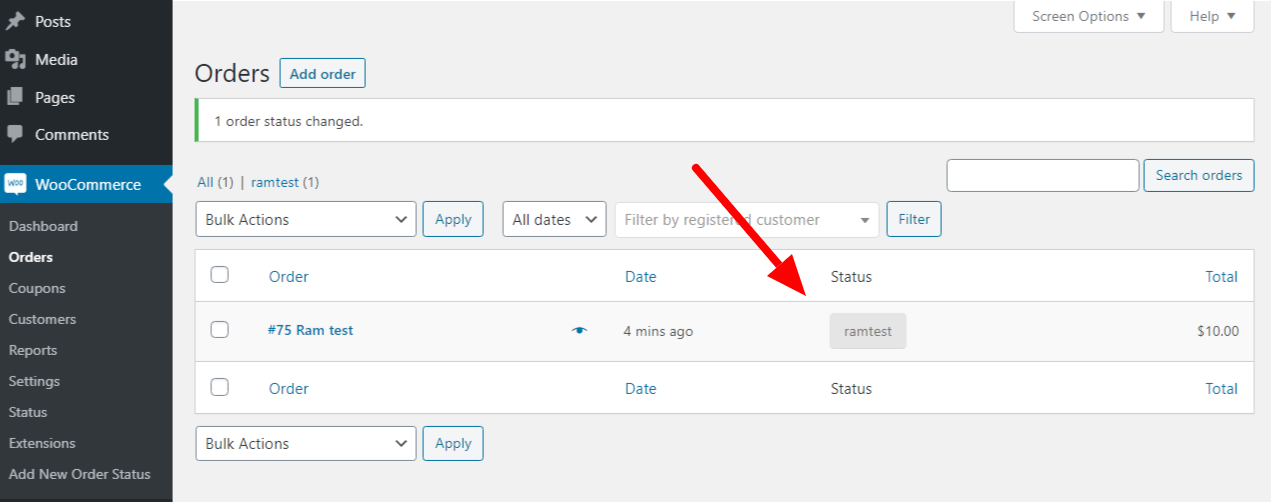 Posts
Media
Pages
Comments
WOO WooCommerce
Dashboard
Orders
Coupons
Customers
Reports
Settings
Status
Extensions
Add New Order Status
Screen Options Help
Orders Add order
1 order status changed.
All (1) | ramtest (1)
Search orders
Bulk Actions Apply All dates Filter by registered customer Filter
Order Date Status Total
#75 Ram test 4 mins ago ramtest $10.00
Order Date Status Total
Bulk Actions Apply